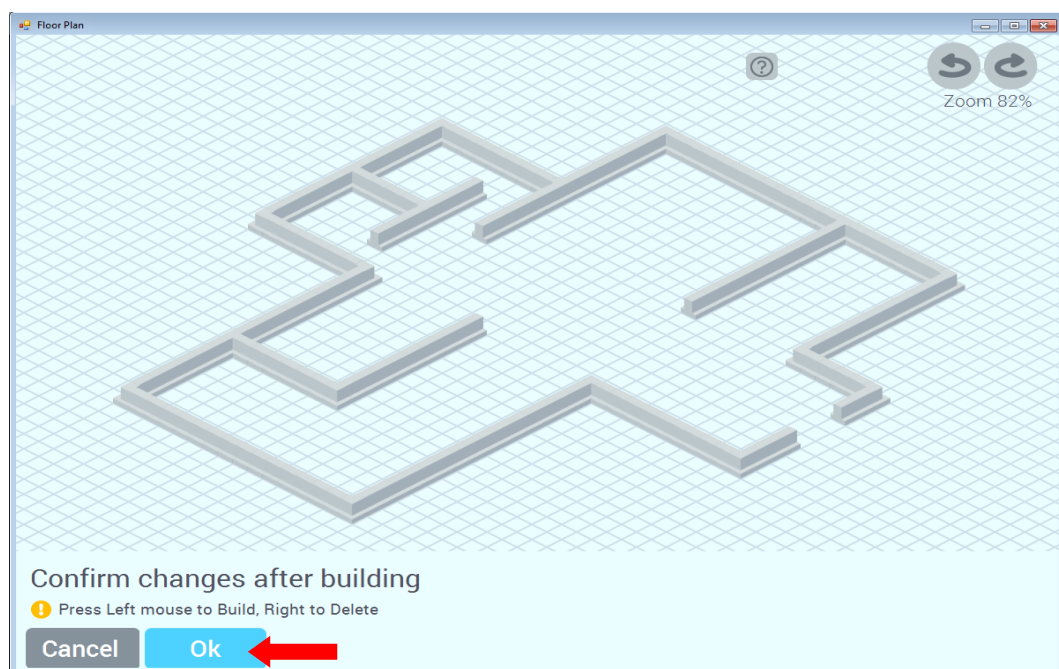 Floor Plan
?
Zoom 82%
Confirm changes after building
! Press Left mouse to Build, Right to Delete
Cancel Ok